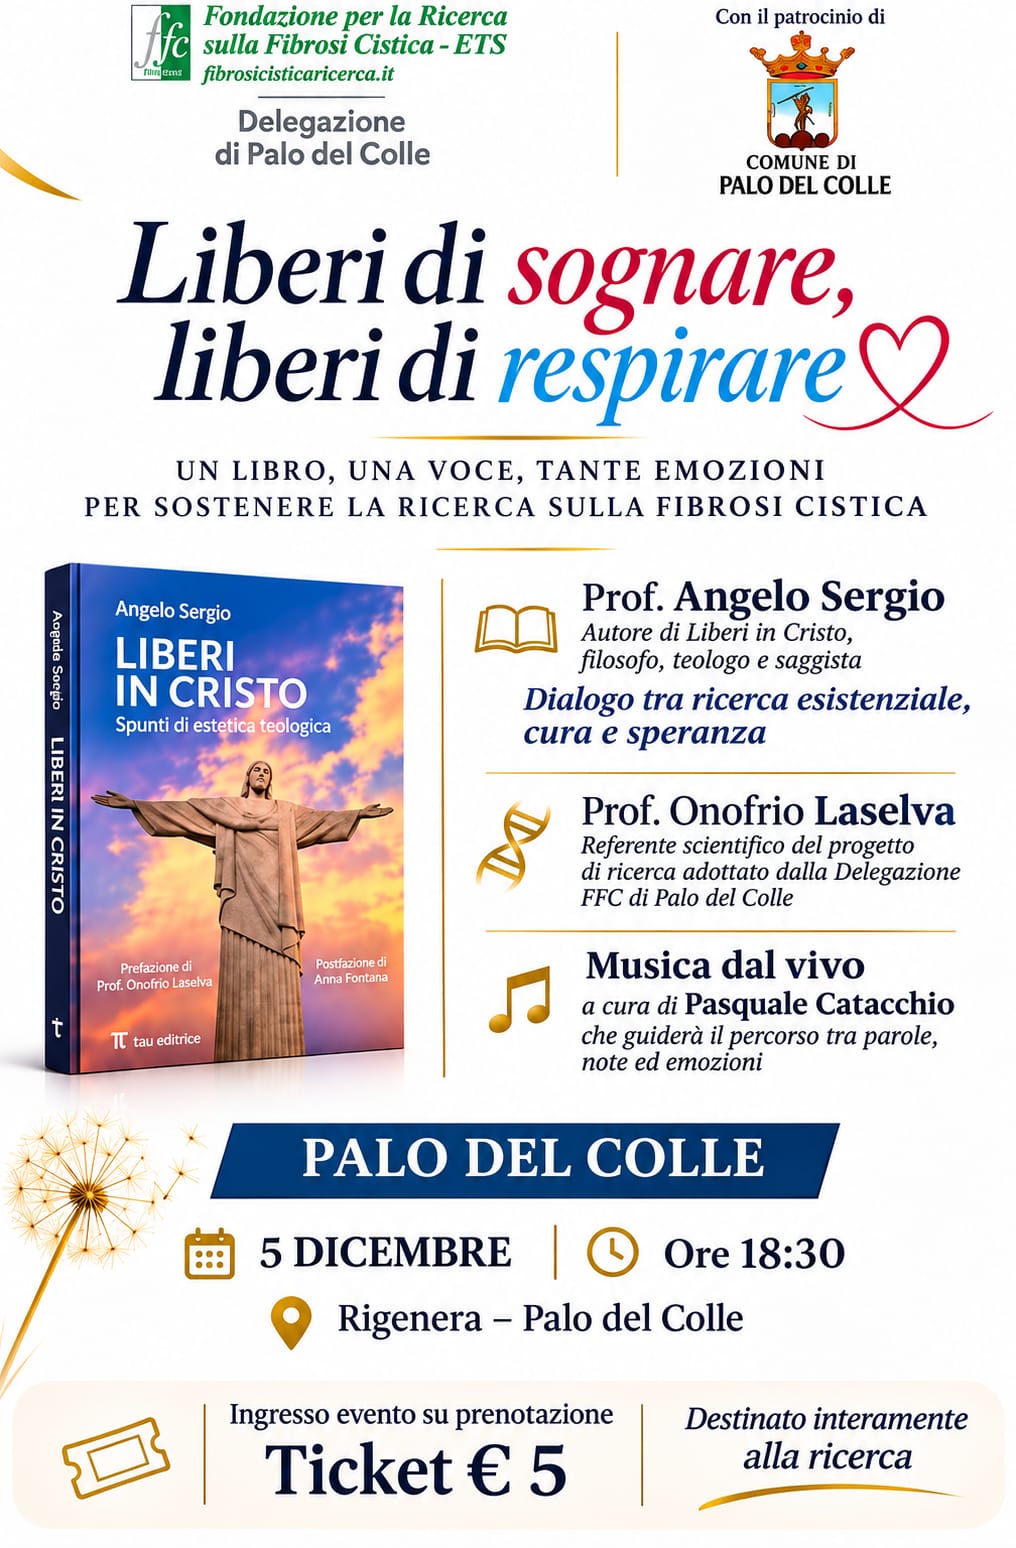 Fondazione per la Ricerca
sulla Fibrosi Cistica - ETS
fibrosicisticaricerca.it
ffc
Delegazione
di Palo del Colle
Con il patrocinio di
COMUNE DI
PALO DEL COLLE
Liberi di sognare,
liberi di respirare
UN LIBRO, UNA VOCE, TANTE EMOZIONI
PER SOSTENERE LA RICERCA SULLA FIBROSI CISTICA
Angelo Sergio
LIBERI
IN CRISTO
Spunti di estetica teologica
Prefazione di
Prof. Onofrio Laselva
Postfazione di
Anna Fontana
tau editrice
LIBERI IN CRISTO
t
Prof. Angelo Sergio
Autore di Liberi in Cristo,
filosofo, teologo e saggista
Dialogo tra ricerca esistenziale,
cura e speranza
Prof. Onofrio Laselva
Referente scientifico del progetto
di ricerca adottato dalla Delegazione
FFC di Palo del Colle
Musica dal vivo
a cura di Pasquale Catacchio
che guiderà il percorso tra parole,
note ed emozioni
PALO DEL COLLE
5 DICEMBRE
Ore 18:30
Rigenera – Palo del Colle
Ingresso evento su prenotazione
Ticket € 5
Destinato interamente
alla ricerca